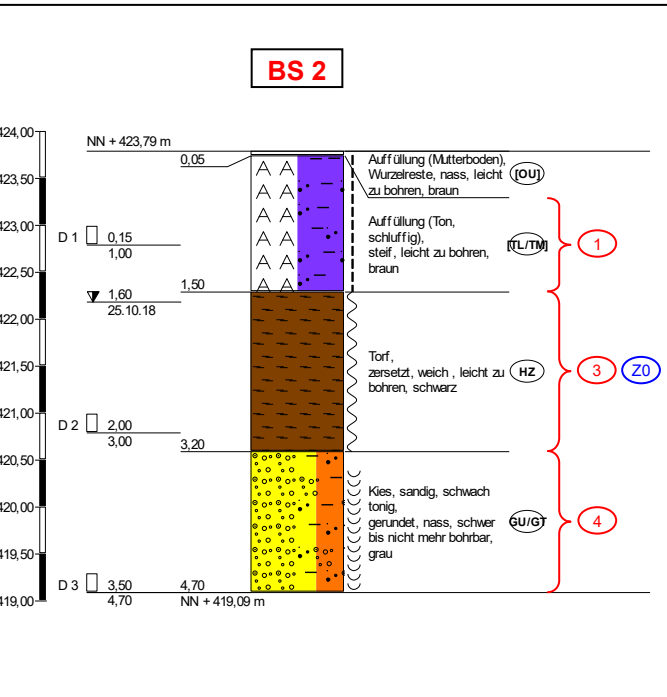 BS 2
424,00
NN + 423,79 m
0,05
Auffüllung (Mutterboden),
Wurzelreste, nass, leicht
zu bohren, braun
[OU]
423,50
423,00
D 1 0,15
1,00
Auffüllung (Ton,
schluffig),
steif, leicht zu bohren,
braun
[TL/TM]
1
422,50
1,50
1,60
25.10.18
422,00
421,50
Torf,
zersetzt, weich , leicht zu
bohren, schwarz
HZ
3
Z0
421,00
D 2 2,00
3,00
3,20
420,50
420,00
Kies, sandig, schwach
tonig,
gerundet, nass, schwer
bis nicht mehr bohrbar,
grau
GU/GT
4
419,50
D 3 3,50
4,70
4,70
NN + 419,09 m
419,00